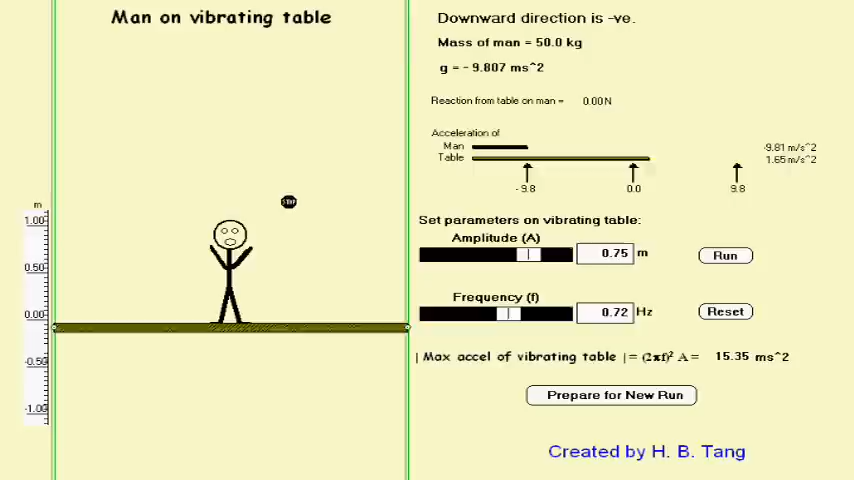 Man on vibrating table
Downward direction is -ve.
Mass of man = 50.0 kg
g = - 9.807 ms^2
Reaction from table on man = 0.00N
Acceleration of
Man -9.81 m/s^2
Table 1.65 m/s^2
-9.8 0.0 9.8
STOP
m
1.00
0.50
0.00
-0.50
-1.00
Set parameters on vibrating table:
Amplitude (A)
0.75 m
Run
Frequency (f)
0.72 Hz
Reset
| Max accel of vibrating table | = (2πf)² A = 15.35 ms^2
Prepare for New Run
Created by H. B. Tang